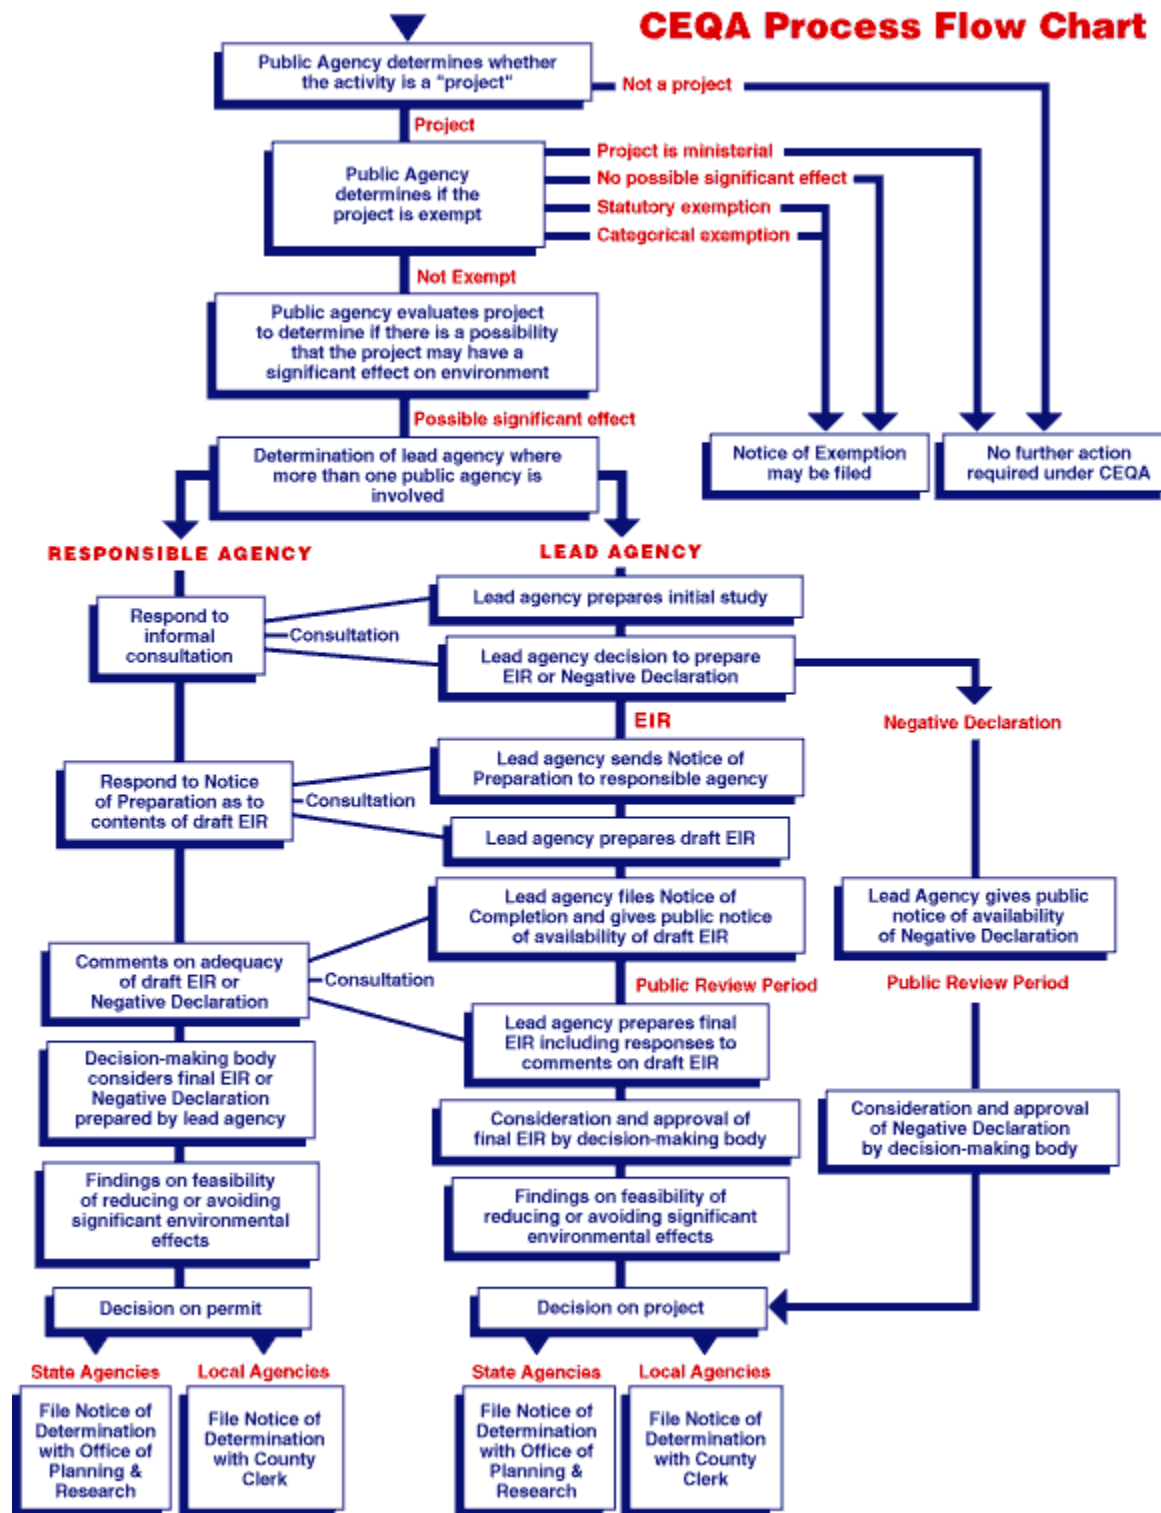 CEQA Process Flow Chart
Public Agency determines whether
the activity is a "project"
Not a project
Project
Public Agency
determines if the
project is exempt
Project is ministerial
No possible significant effect
Statutory exemption
Categorical exemption
Not Exempt
Public agency evaluates project
to determine if there is a possibility
that the project may have a
significant effect on environment
Possible significant effect
Determination of lead agency where
more than one public agency is
involved
Notice of Exemption
may be filed
No further action
required under CEQA
RESPONSIBLE AGENCY
LEAD AGENCY
Respond to
informal
consultation
Consultation
Lead agency prepares initial study
Lead agency decision to prepare
EIR or Negative Declaration
EIR
Negative Declaration
Respond to Notice
of Preparation as to
contents of draft EIR
Consultation
Lead agency sends Notice of
Preparation to responsible agency
Lead agency prepares draft EIR
Lead agency files Notice of
Completion and gives public notice
of availability of draft EIR
Lead Agency gives public
notice of availability
of Negative Declaration
Comments on adequacy
of draft EIR or
Negative Declaration
Consultation
Public Review Period
Public Review Period
Lead agency prepares final
EIR including responses to
comments on draft EIR
Decision-making body
considers final EIR or
Negative Declaration
prepared by lead agency
Consideration and approval of
final EIR by decision-making body
Consideration and approval
of Negative Declaration
by decision-making body
Findings on feasibility
of reducing or avoiding
significant environmental
effects
Findings on feasibility of
reducing or avoiding significant
environmental effects
Decision on permit
Decision on project
State Agencies
Local Agencies
State Agencies
Local Agencies
File Notice of
Determination
with Office of
Planning &
Research
File Notice of
Determination
with County
Clerk
File Notice of
Determination
with Office of
Planning &
Research
File Notice of
Determination
with County
Clerk